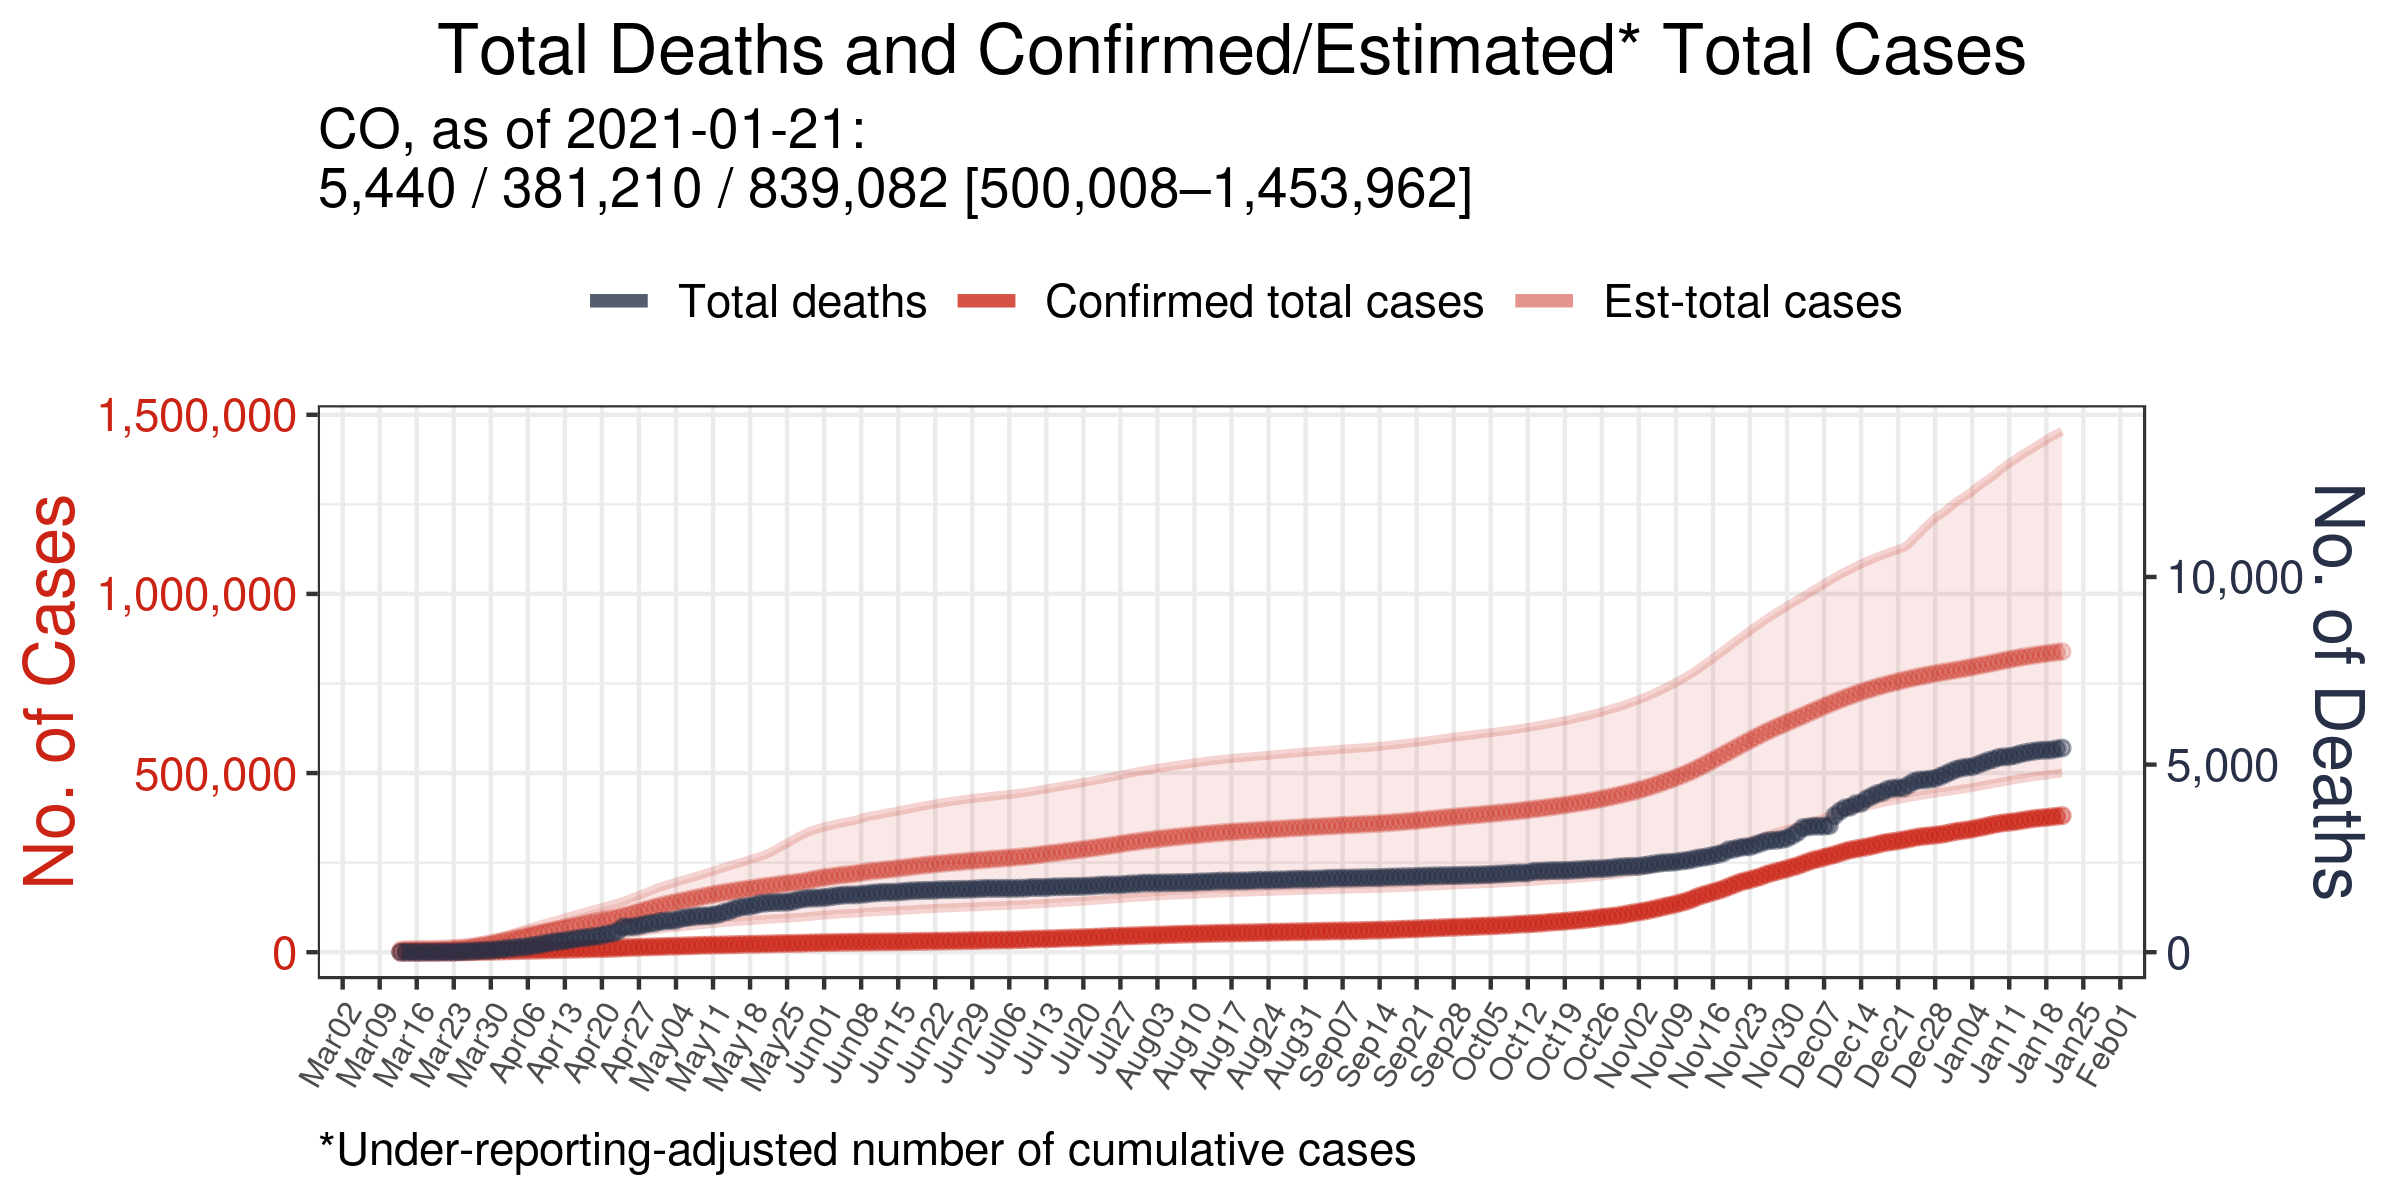 Total Deaths and Confirmed/Estimated* Total Cases
CO, as of 2021-01-21:
5,440 / 381,210 / 839,082 [500,008–1,453,962]
Total deaths
Confirmed total cases
Est-total cases
No. of Cases
1,500,000
1,000,000
500,000
0
10,000
5,000
0
No. of Deaths
Mar02
Mar09
Mar16
Mar23
Mar30
Apr06
Apr13
Apr20
Apr27
May04
May11
May18
May25
Jun01
Jun08
Jun15
Jun22
Jun29
Jul06
Jul13
Jul20
Jul27
Aug03
Aug10
Aug17
Aug24
Aug31
Sep07
Sep14
Sep21
Sep28
Oct05
Oct12
Oct19
Oct26
Nov02
Nov09
Nov16
Nov23
Nov30
Dec07
Dec14
Dec21
Dec28
Jan04
Jan11
Jan18
Jan25
Feb01
*Under-reporting-adjusted number of cumulative cases